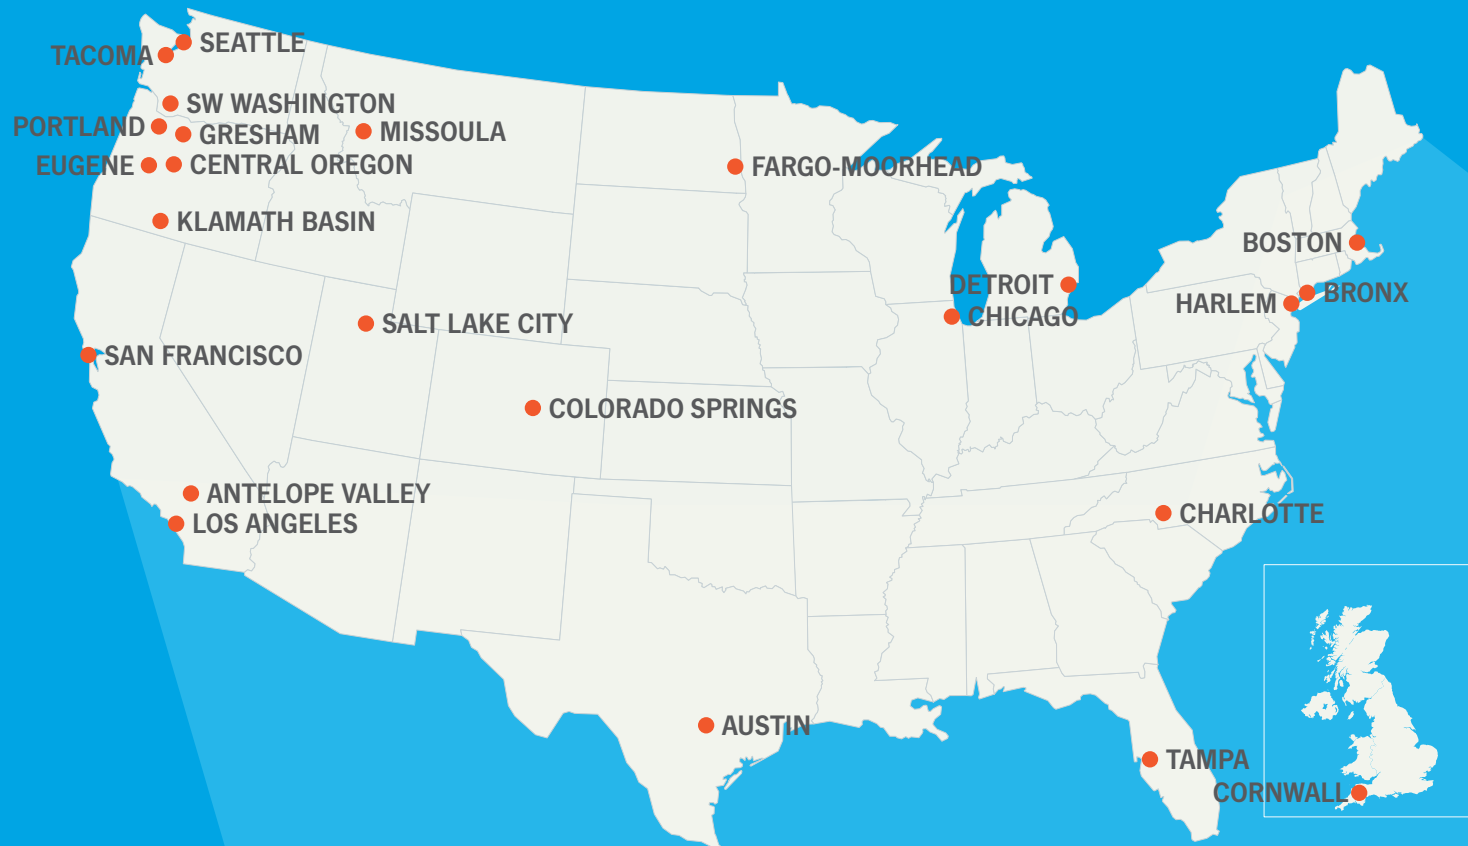 SEATTLE
TACOMA
SW WASHINGTON
PORTLAND
GRESHAM
MISSOULA
EUGENE
CENTRAL OREGON
FARGO-MOORHEAD
KLAMATH BASIN
BOSTON
DETROIT
BRONX
HARLEM
CHICAGO
SALT LAKE CITY
SAN FRANCISCO
COLORADO SPRINGS
ANTELOPE VALLEY
CHARLOTTE
LOS ANGELES
AUSTIN
TAMPA
CORNWALL